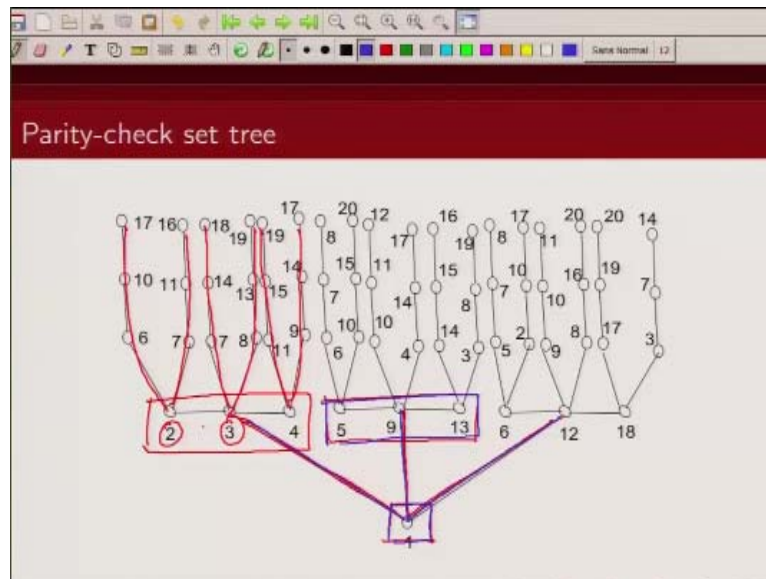 T
Sans Normal 12
Parity-check set tree
17 16 18 19 19 17 8 20 12 17 16 19 8 17 11 20 20 14
10 11 14 13 15 14 7 15 11 14 15 8 7 10 10 16 19 7
6 7 7 8 11 9 6 10 10 4 14 3 5 2 9 8 17 3
2 3 4 5 9 13 6 12 18
1